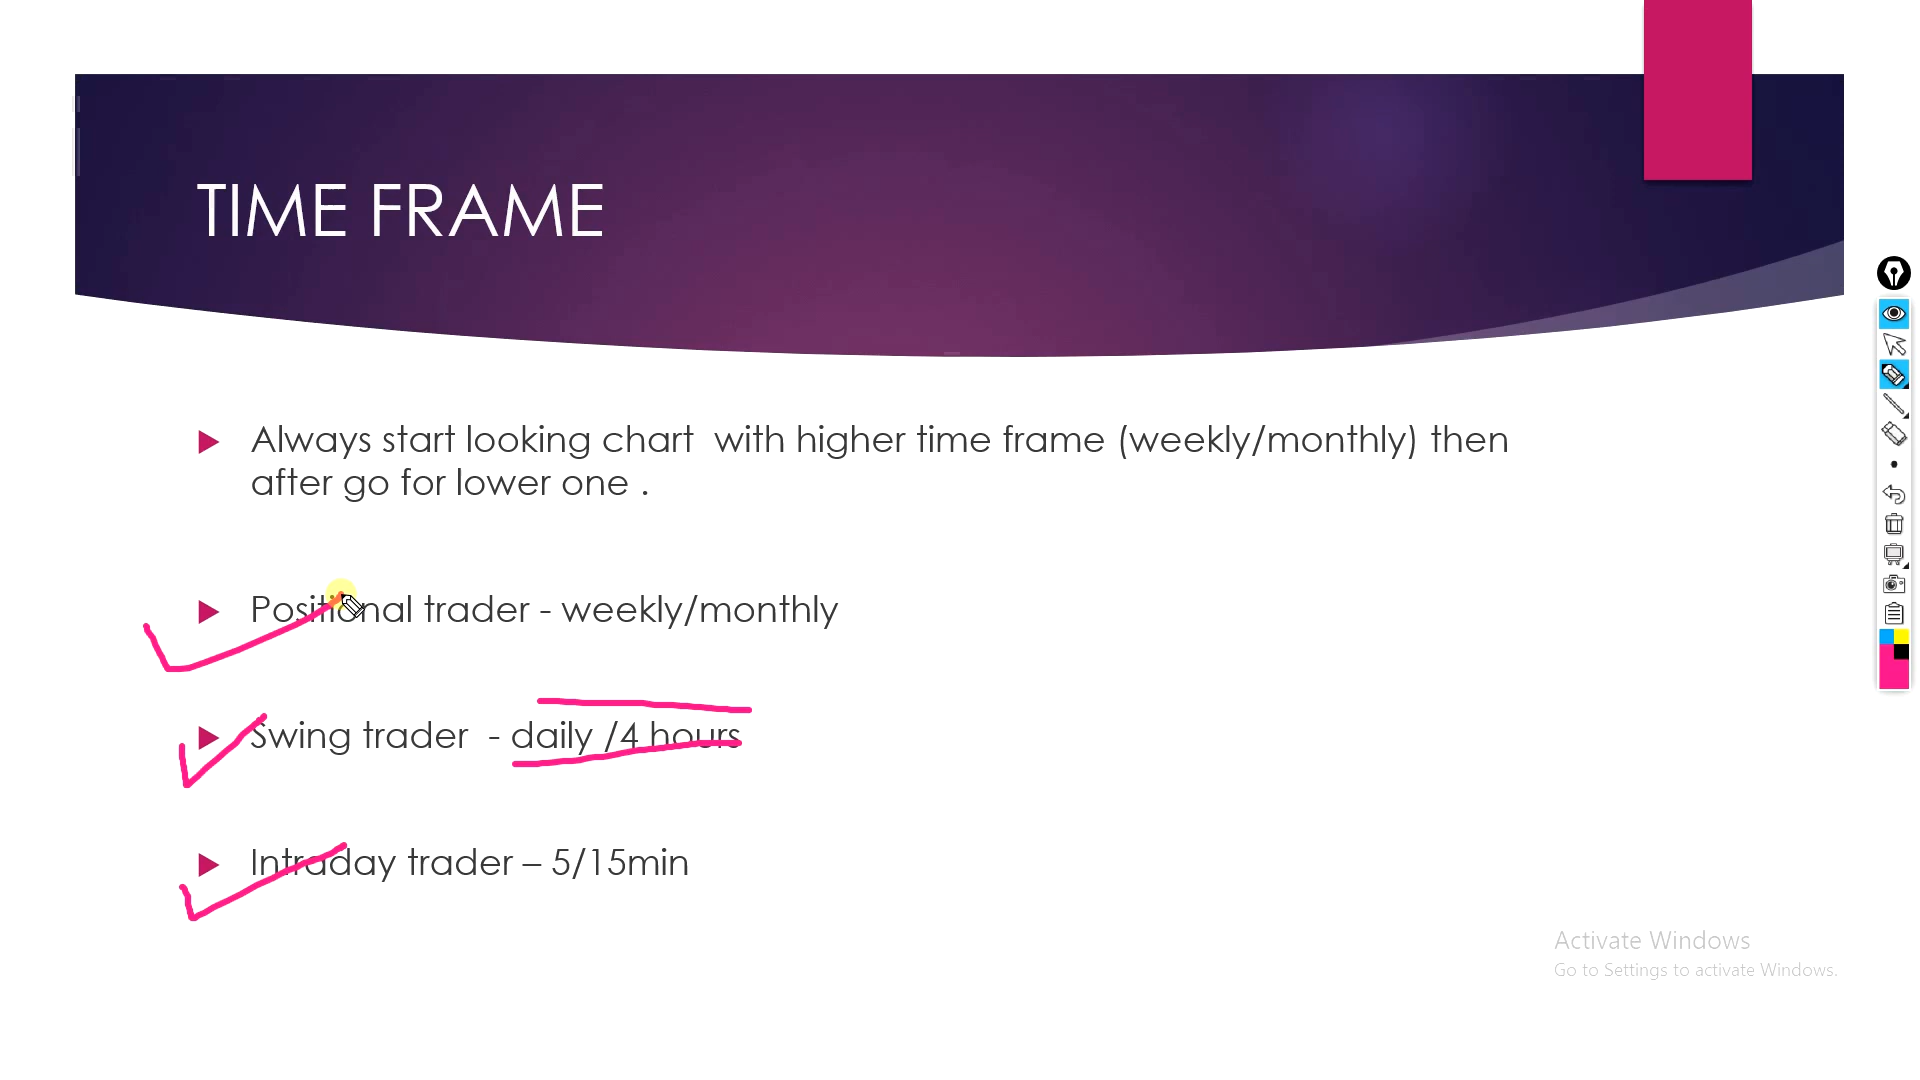 TIME FRAME
Always start looking chart  with higher time frame (weekly/monthly) then
after go for lower one .
Positional trader - weekly/monthly
Swing trader  - daily /4 hours
Intraday trader – 5/15min
Activate Windows
Go to Settings to activate Windows.